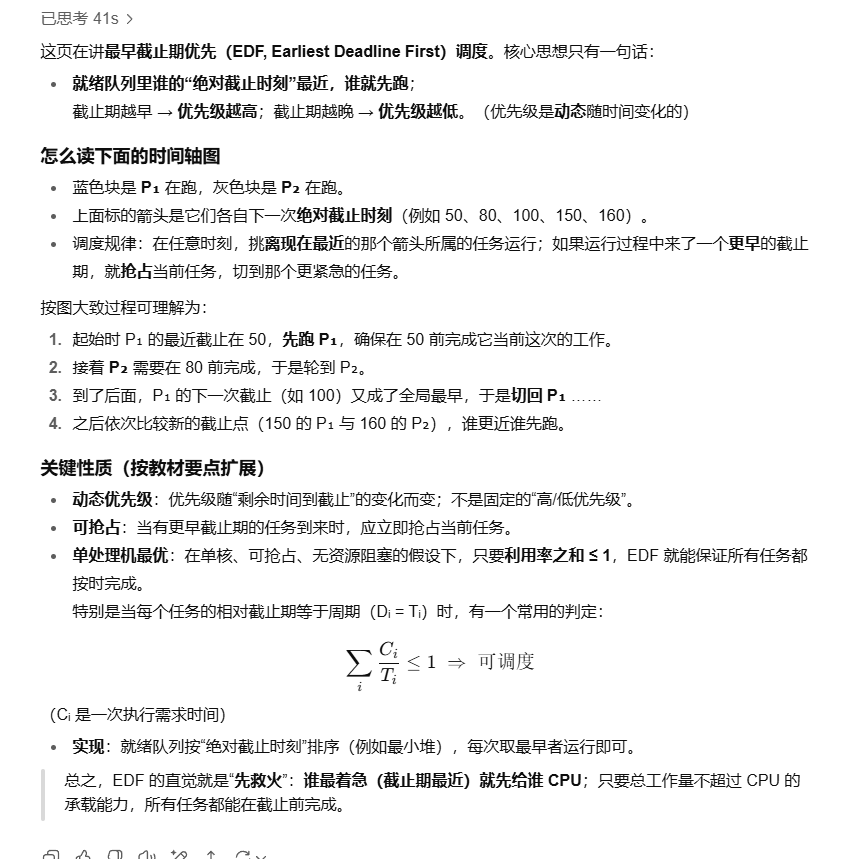 已思考 41s >
这页在讲最早截止期优先（EDF, Earliest Deadline First）调度。核心思想只有一句话：
• 就绪队列里谁的“绝对截止时刻”最近，谁就先跑；
截止期越早 → 优先级越高；截止期越晚 → 优先级越低。（优先级是动态随时间变化的）
怎么读下面的时间轴图
• 蓝色块是 P₁ 在跑，灰色块是 P₂ 在跑。
• 上面标的箭头是它们各自下一次绝对截止时刻（例如 50、80、100、150、160）。
• 调度规律：在任意时刻，挑离现在最近的那个箭头所属的任务运行；如果运行过程中来了一个更早的截止
期，就抢占当前任务，切到那个更紧急的任务。
按图大致过程可理解为：
1. 起始时 P₁ 的最近截止在 50，先跑 P₁，确保在 50 前完成它当前这次的工作。
2. 接着 P₂ 需要在 80 前完成，于是轮到 P₂。
3. 到了后面，P₁ 的下一次截止（如 100）又成了全局最早，于是切回 P₁ ……
4. 之后依次比较新的截止点（150 的 P₁ 与 160 的 P₂），谁更近谁先跑。
关键性质（按教材要点扩展）
• 动态优先级：优先级随“剩余时间到截止”的变化而变；不是固定的“高/低优先级”。
• 可抢占：当有更早截止期的任务到来时，应立即抢占当前任务。
• 单处理机最优：在单核、可抢占、无资源阻塞的假设下，只要利用率之和 ≤ 1，EDF 就能保证所有任务都
按时完成。
特别是当每个任务的相对截止期等于周期（Dᵢ = Tᵢ）时，有一个常用的判定：
∑ᵢ Cᵢ/Tᵢ ≤ 1 ⇒ 可调度
（Cᵢ 是一次执行需求时间）
• 实现：就绪队列按“绝对截止时刻”排序（例如最小堆），每次取最早者运行即可。
总之，EDF 的直觉就是“先救火”：谁最着急（截止期最近）就先给谁 CPU；只要总工作量不超过 CPU 的
承载能力，所有任务都能在截止前完成。